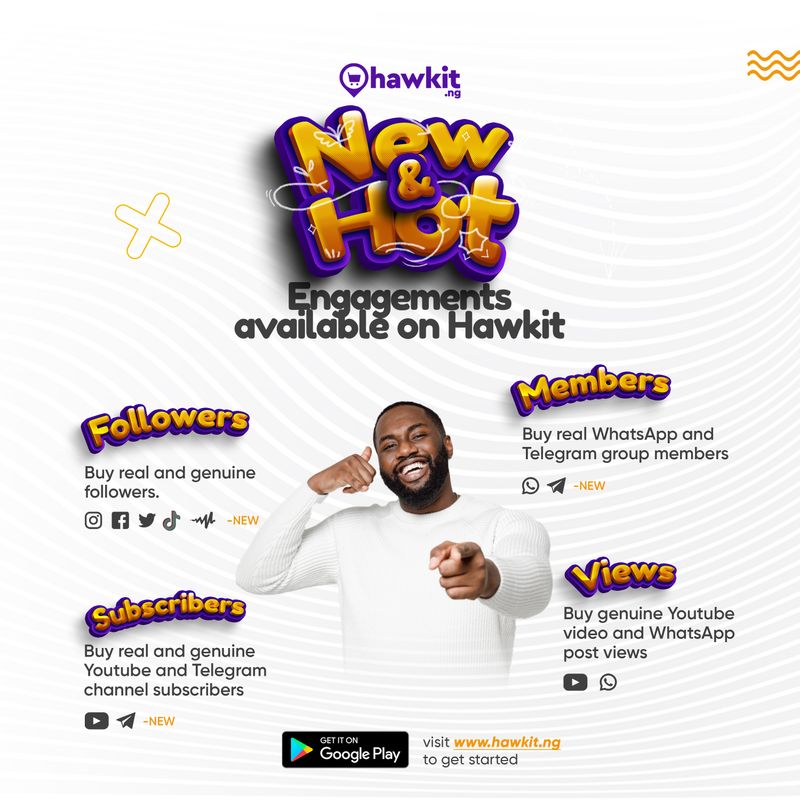 hawkit
.ng
New
&
Hot
Engagements
available on Hawkit
Members
Buy real WhatsApp and
Telegram group members
-NEW
Followers
Buy real and genuine
followers.
-NEW
Views
Buy genuine Youtube
video and WhatsApp
post views
Subscribers
Buy real and genuine
Youtube and Telegram
channel subscribers
-NEW
GET IT ON
Google Play
visit www.hawkit.ng
to get started